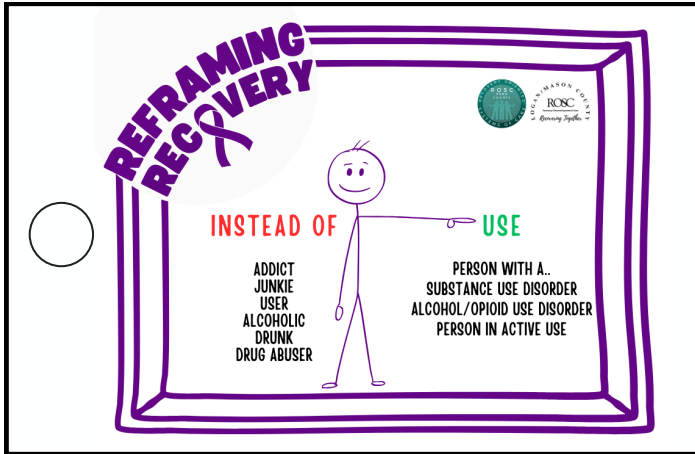 REFRAMING
RECOVERY
ROSC
LOGAN/MASON COUNTY
ROSC
Recovering Together
INSTEAD OF
USE
ADDICT
JUNKIE
USER
ALCOHOLIC
DRUNK
DRUG ABUSER
PERSON WITH A..
SUBSTANCE USE DISORDER
ALCOHOL/OPIOID USE DISORDER
PERSON IN ACTIVE USE